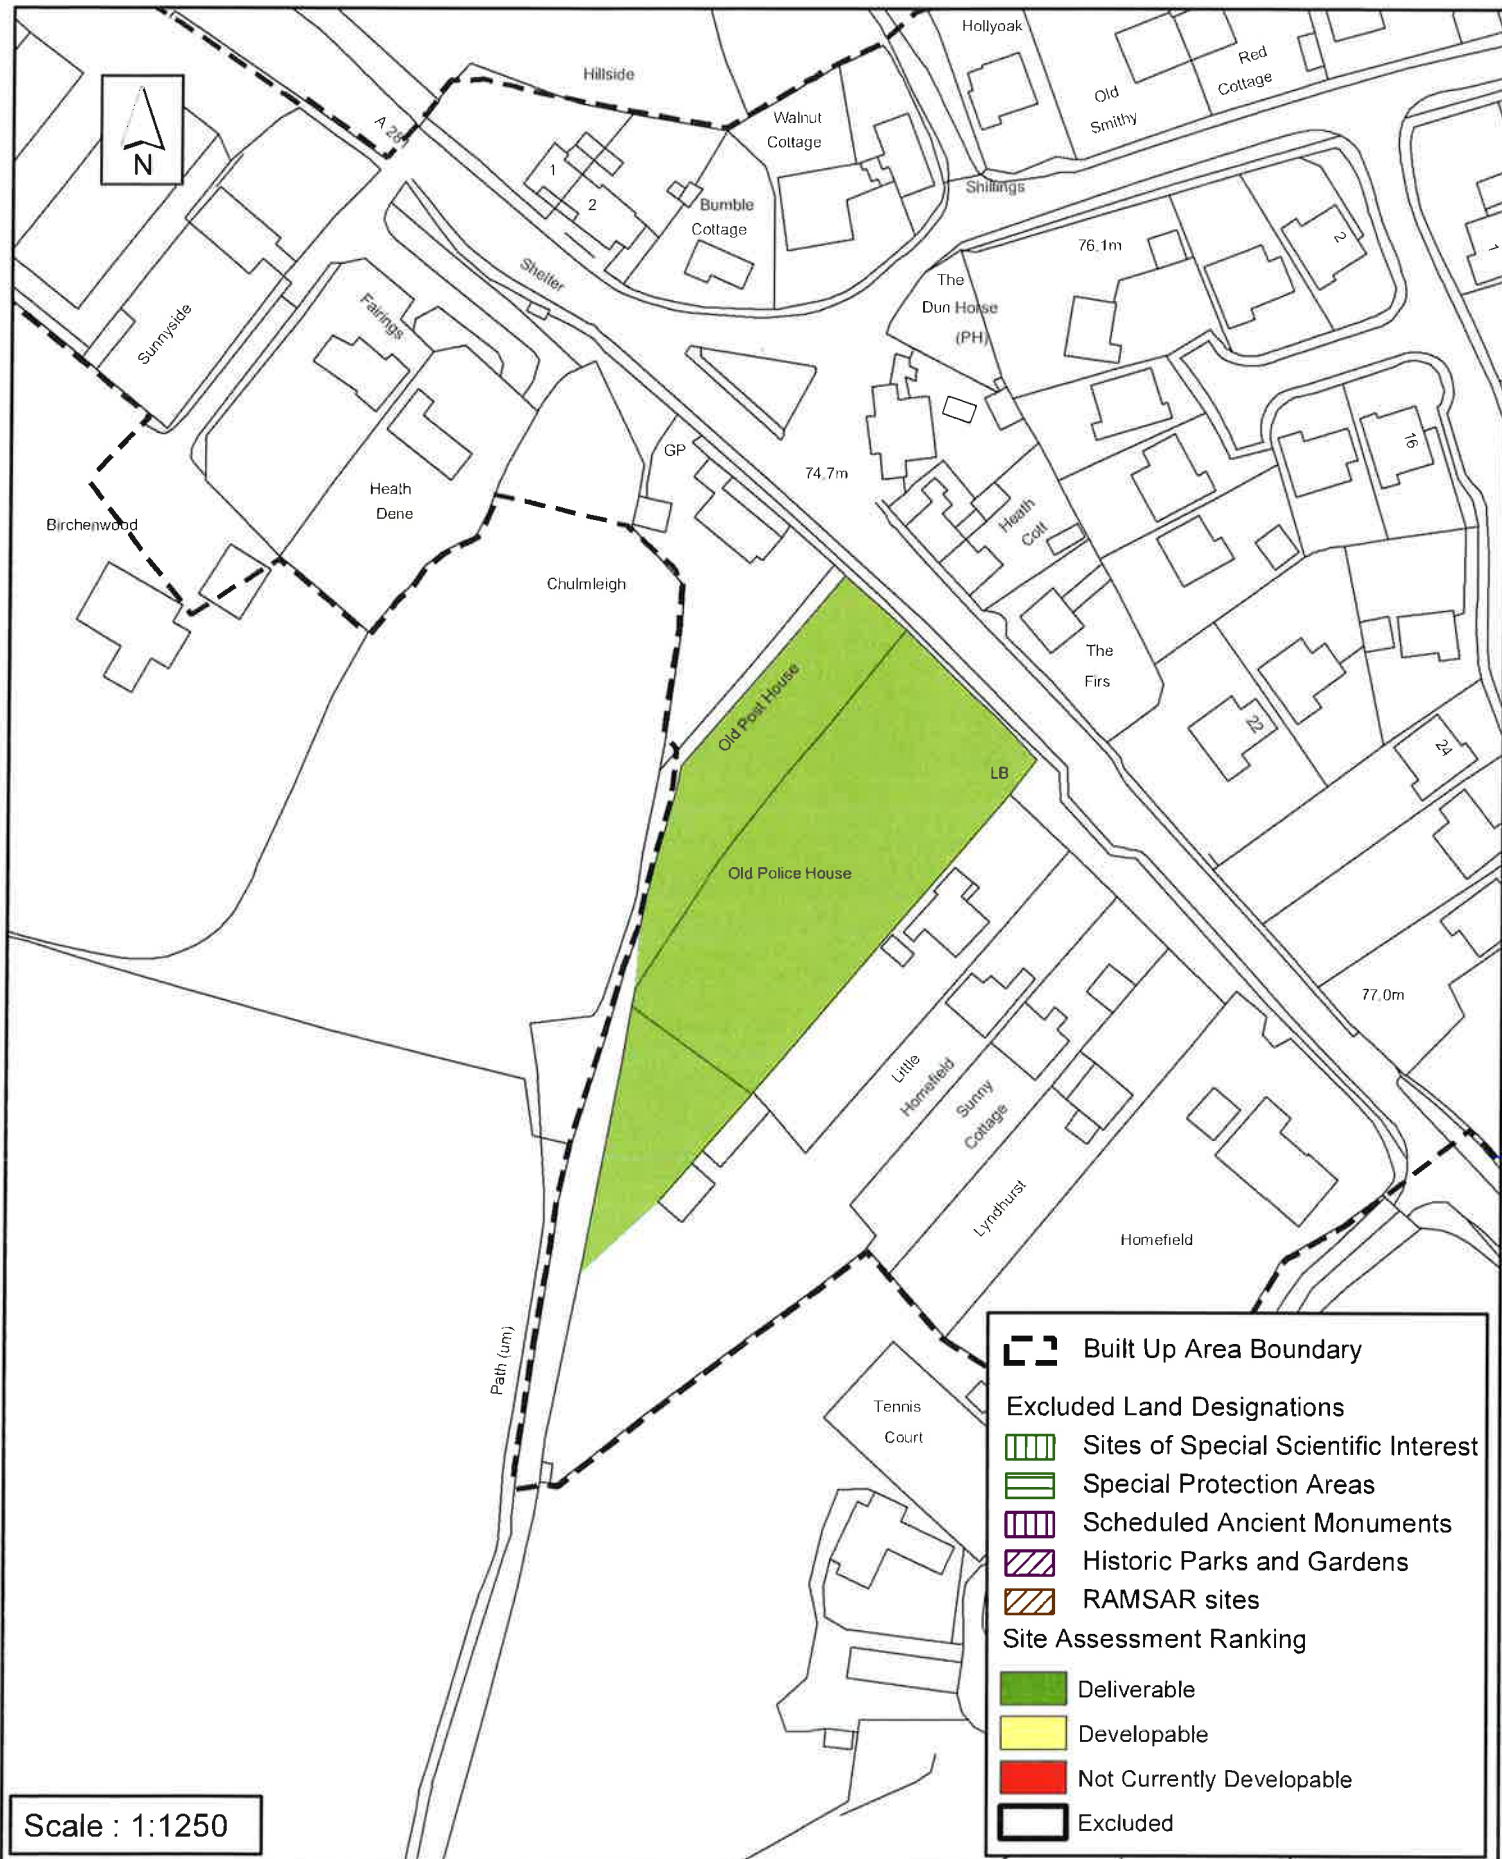 Hollyoak
Red
Cottage
Old
Smithy
Hillside
A 281
N
Walnut
Cottage
1
2
Bumble
Cottage
Shillings
76.1m
2
1
Shelter
The
Dun Horse
(PH)
Fairings
Sunnyside
GP
74.7m
16
Heath
Dene
Heath
Cott
Birchenwood
Chulmleigh
The
Firs
Old Post House
22
24
LB
Old Police House
77.0m
Little
Homefield
Sunny
Cottage
Lyndhurst
Homefield
Path (um)
Tennis
Court
Built Up Area Boundary
Excluded Land Designations
Sites of Special Scientific Interest
Special Protection Areas
Scheduled Ancient Monuments
Historic Parks and Gardens
RAMSAR sites
Site Assessment Ranking
Deliverable
Developable
Not Currently Developable
Excluded
Scale : 1:1250